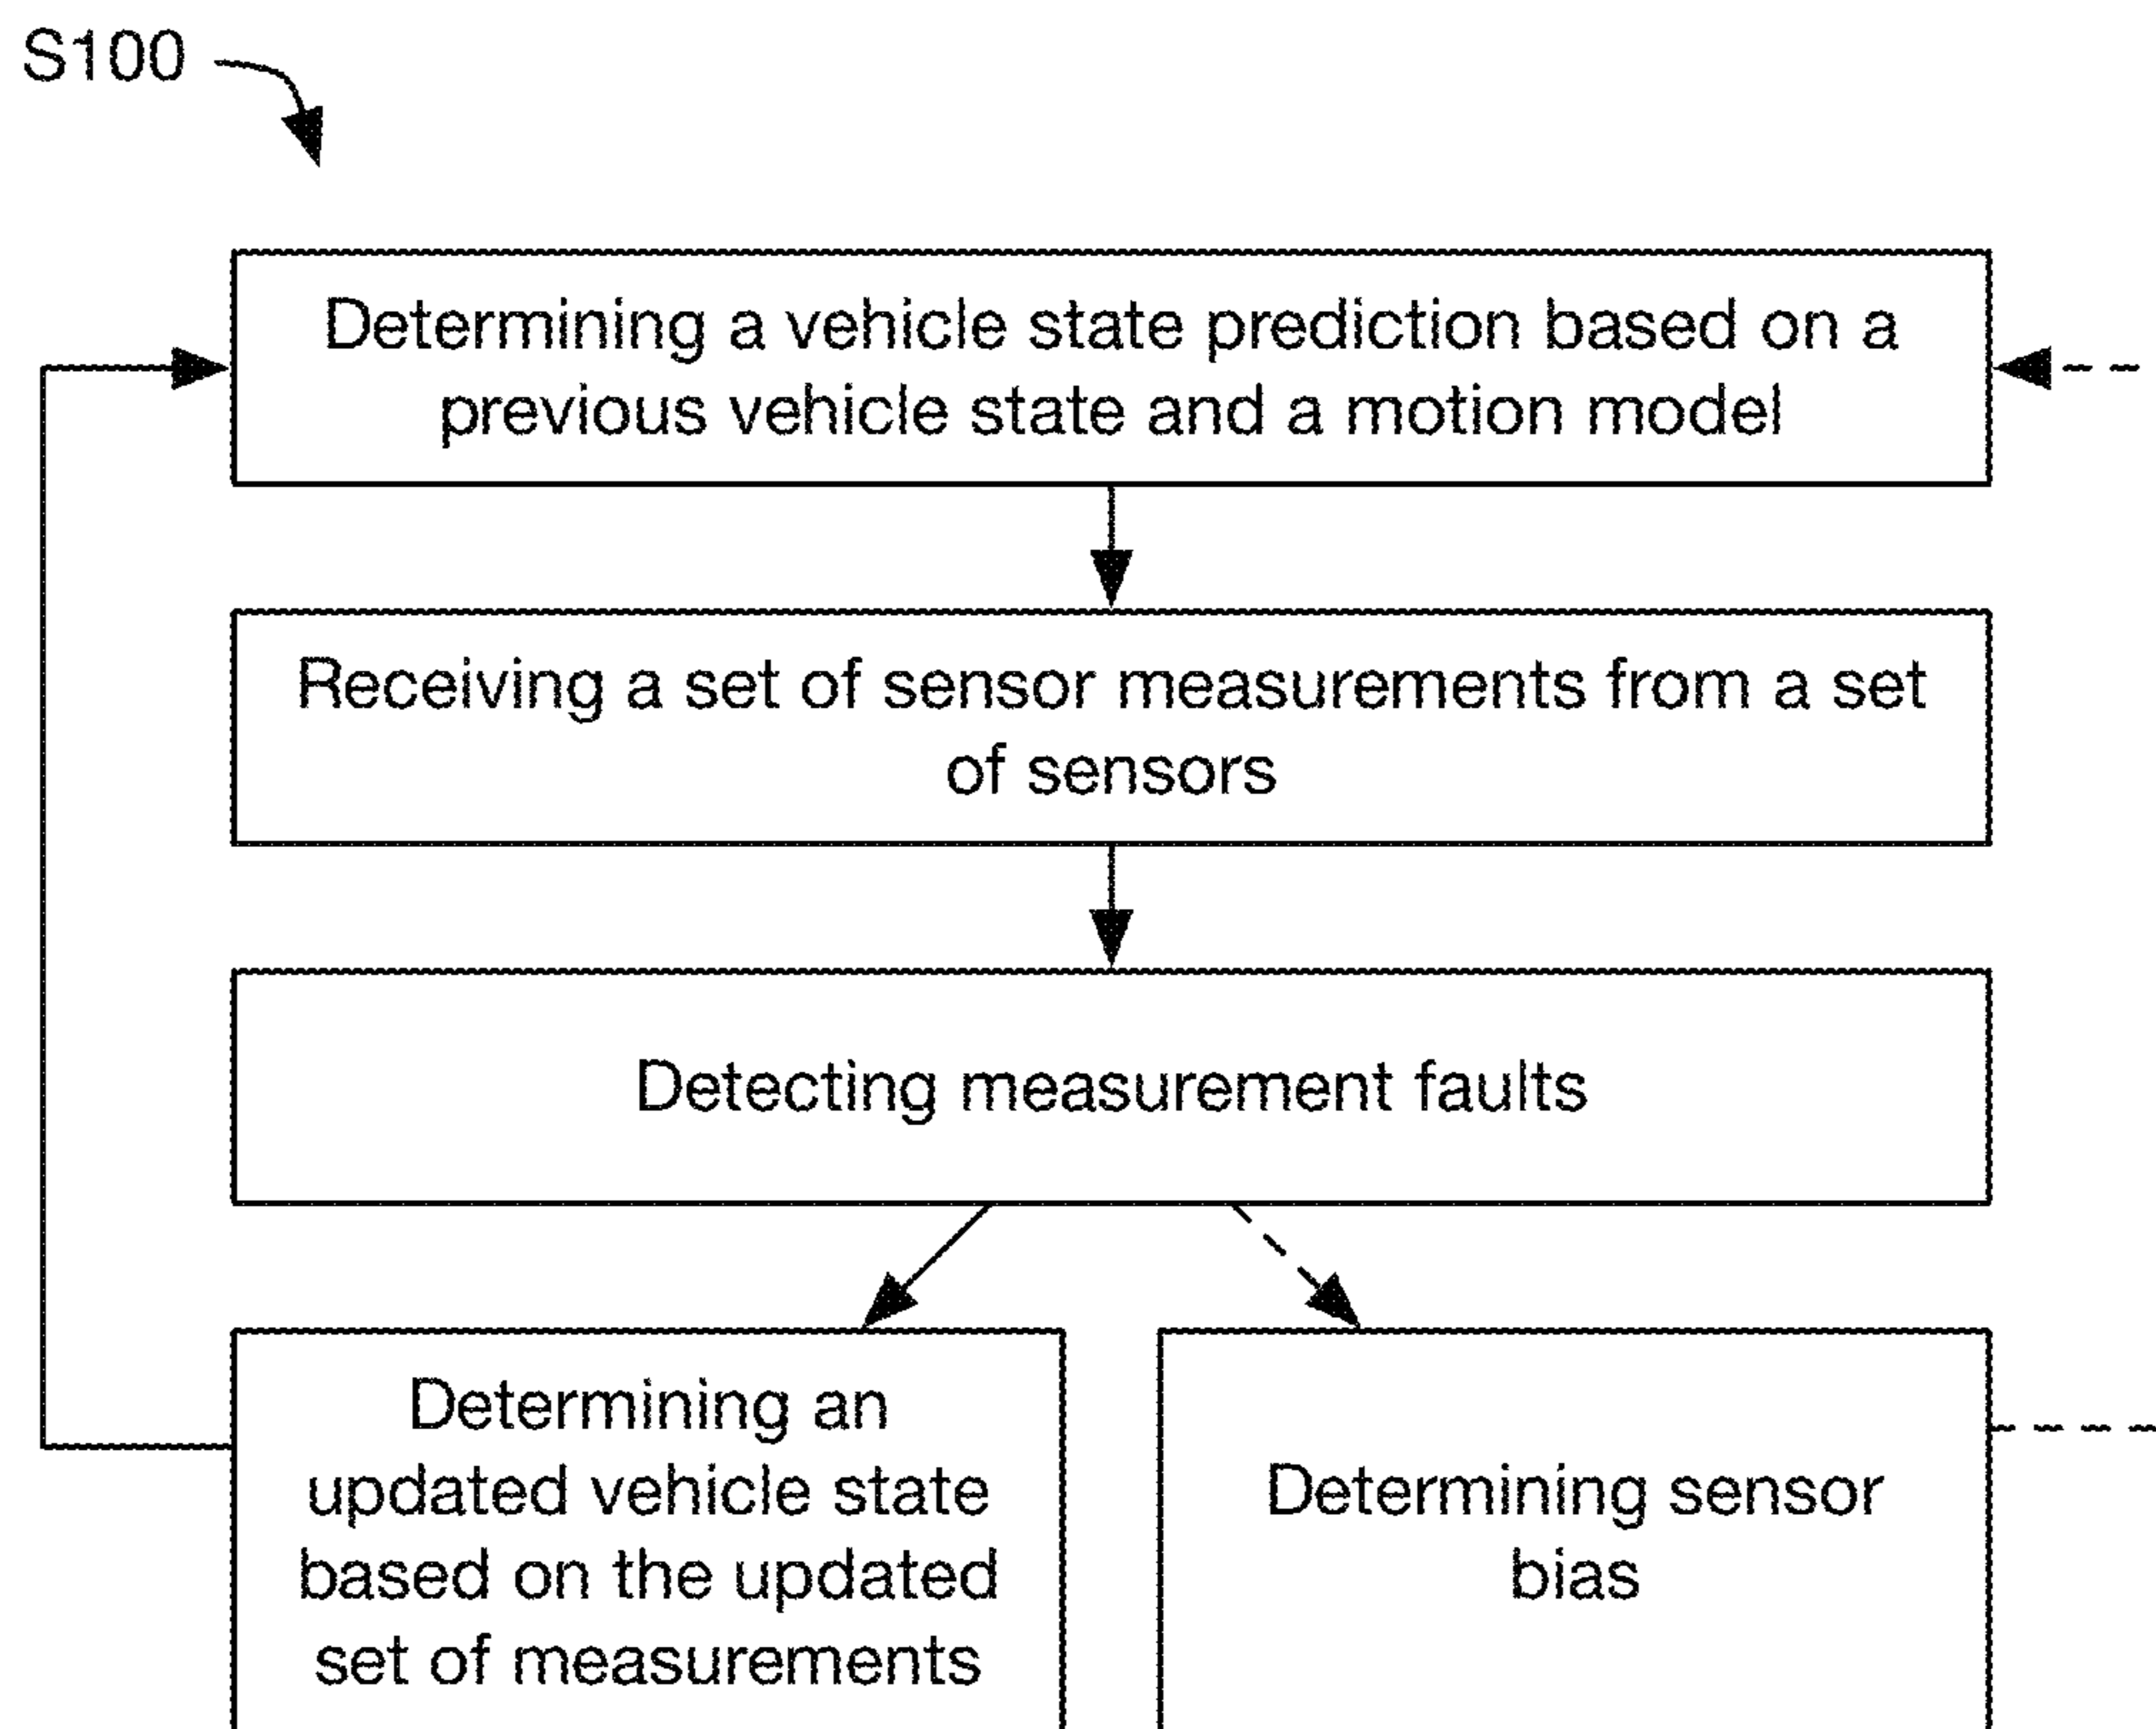 S100
Determining a vehicle state prediction based on a
previous vehicle state and a motion model
Receiving a set of sensor measurements from a set
of sensors
Detecting measurement faults
Determining an
updated vehicle state
based on the updated
set of measurements
Determining sensor
bias